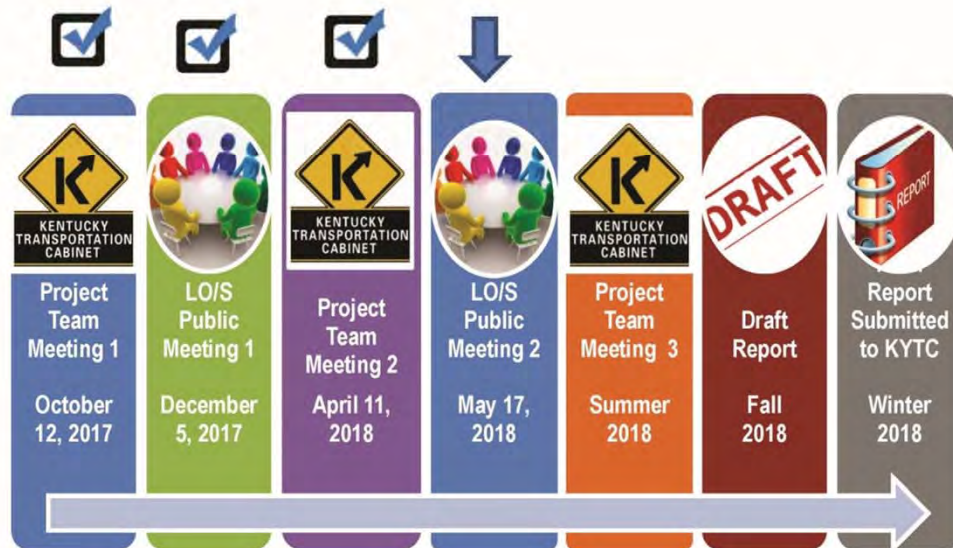 KENTUCKY
TRANSPORTATION
CABINET
Project
Team
Meeting 1
October
12, 2017
LO/S
Public
Meeting 1
December
5, 2017
KENTUCKY
TRANSPORTATION
CABINET
Project
Team
Meeting 2
April 11,
2018
LO/S
Public
Meeting 2
May 17,
2018
KENTUCKY
TRANSPORTATION
CABINET
Project
Team
Meeting 3
Summer
2018
DRAFT
Draft
Report
Fall
2018
REPORT
Report
Submitted
to KYTC
Winter
2018